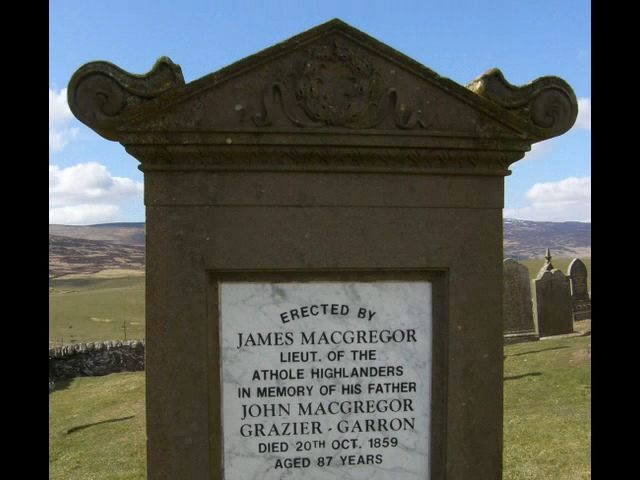 ERECTED BY
JAMES MACGREGOR
LIEUT. OF THE
ATHOLE HIGHLANDERS
IN MEMORY OF HIS FATHER
JOHN MACGREGOR
GRAZIER - GARRON
DIED 20TH OCT. 1859
AGED 87 YEARS